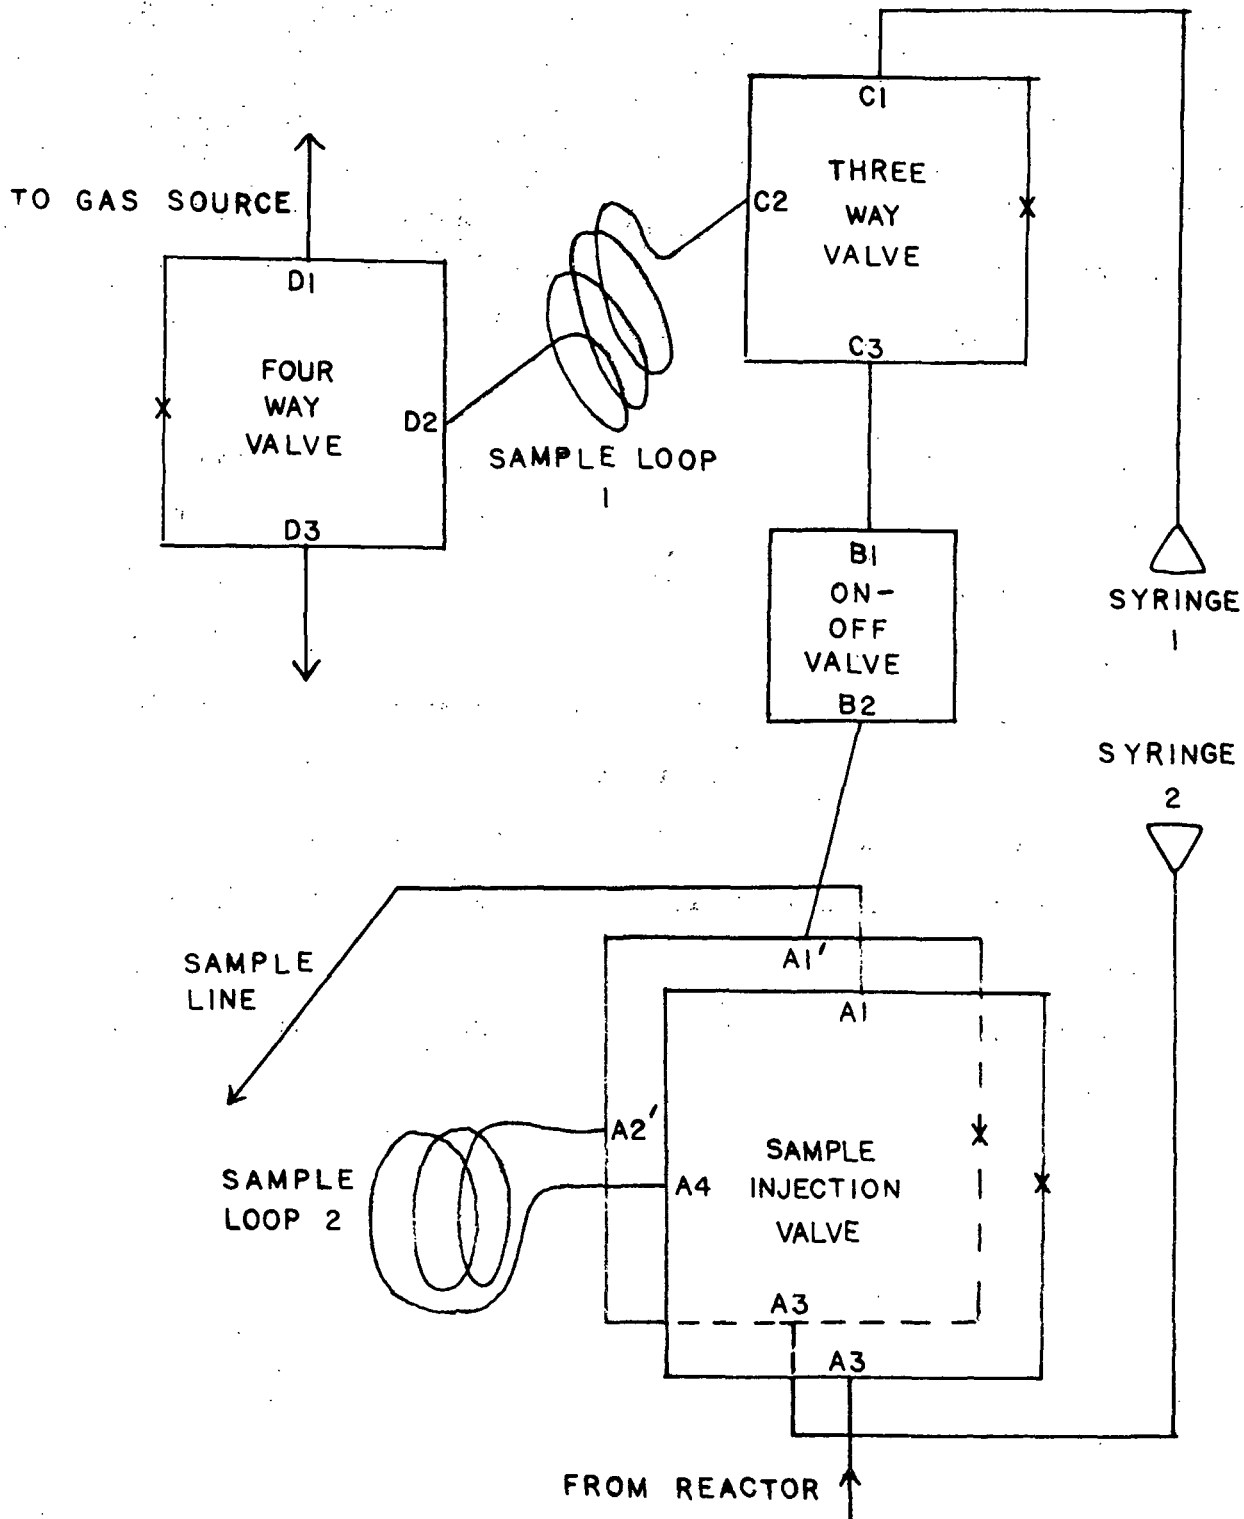 C1
THREE
WAY
VALVE
C2
C3
TO GAS SOURCE
D1
FOUR
WAY
VALVE
D2
D3
SAMPLE LOOP
1
B1
ON-
OFF
VALVE
B2
SYRINGE
1
SYRINGE
2
SAMPLE
LINE
A1'
A1
A2'
A4
SAMPLE
INJECTION
VALVE
SAMPLE
LOOP 2
A3
A3
FROM REACTOR